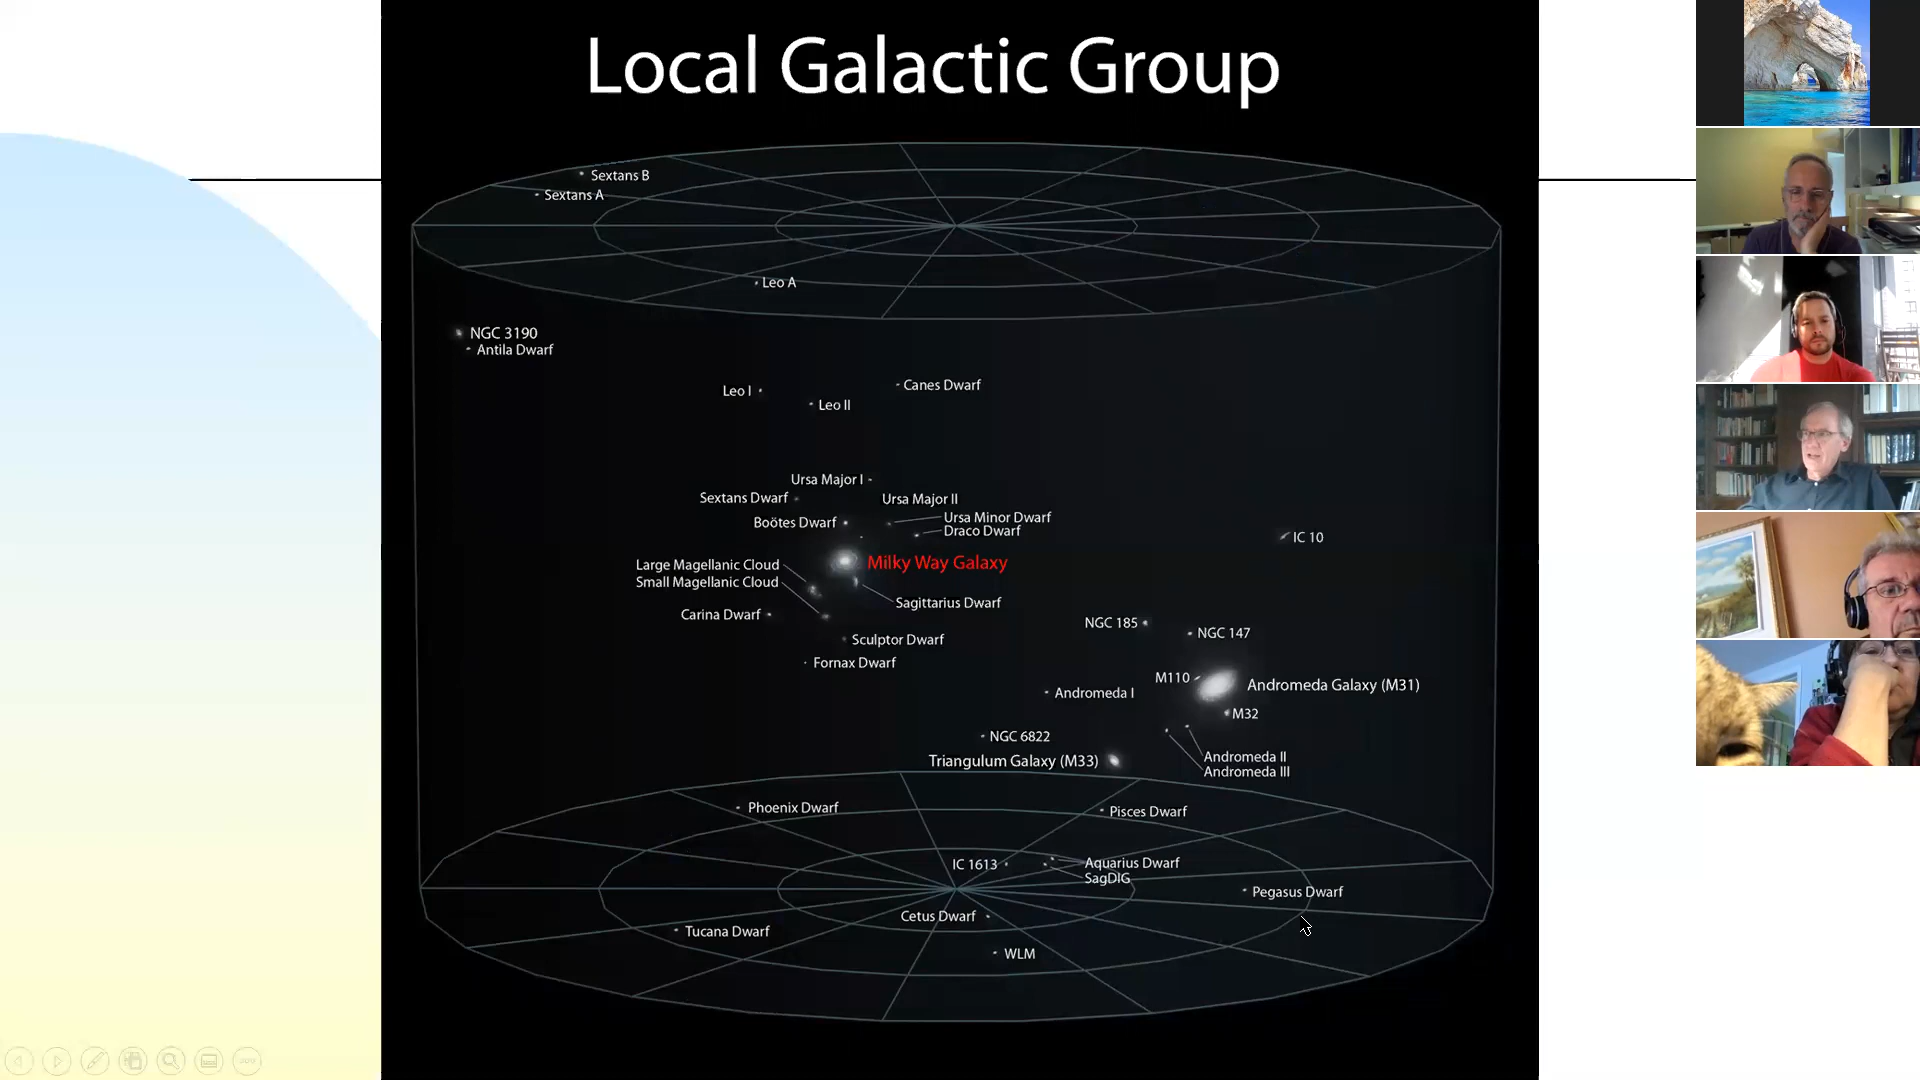 Local Galactic Group
Sextans B
Sextans A
Leo A
NGC 3190
Antila Dwarf
Canes Dwarf
Leo I
Leo II
Ursa Major I
Sextans Dwarf
Ursa Major II
Ursa Minor Dwarf
Boötes Dwarf
Draco Dwarf
IC 10
Milky Way Galaxy
Large Magellanic Cloud
Small Magellanic Cloud
Sagittarius Dwarf
Carina Dwarf
NGC 185
NGC 147
Sculptor Dwarf
Fornax Dwarf
M110
Andromeda Galaxy (M31)
Andromeda I
M32
NGC 6822
Andromeda II
Triangulum Galaxy (M33)
Andromeda III
Phoenix Dwarf
Pisces Dwarf
IC 1613
Aquarius Dwarf
SagDIG
Pegasus Dwarf
Cetus Dwarf
Tucana Dwarf
WLM